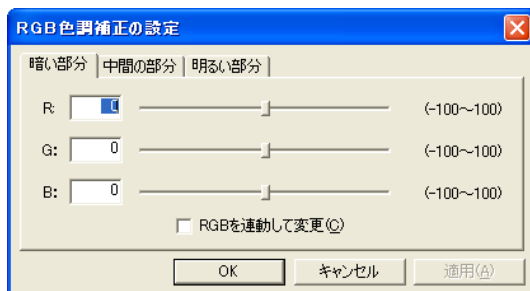 RGB色調補正の設定
暗い部分 中間の部分 明るい部分
R: 0 (-100～100)
G: 0 (-100～100)
B: 0 (-100～100)
RGBを連動して変更(C)
OK キャンセル 適用(A)